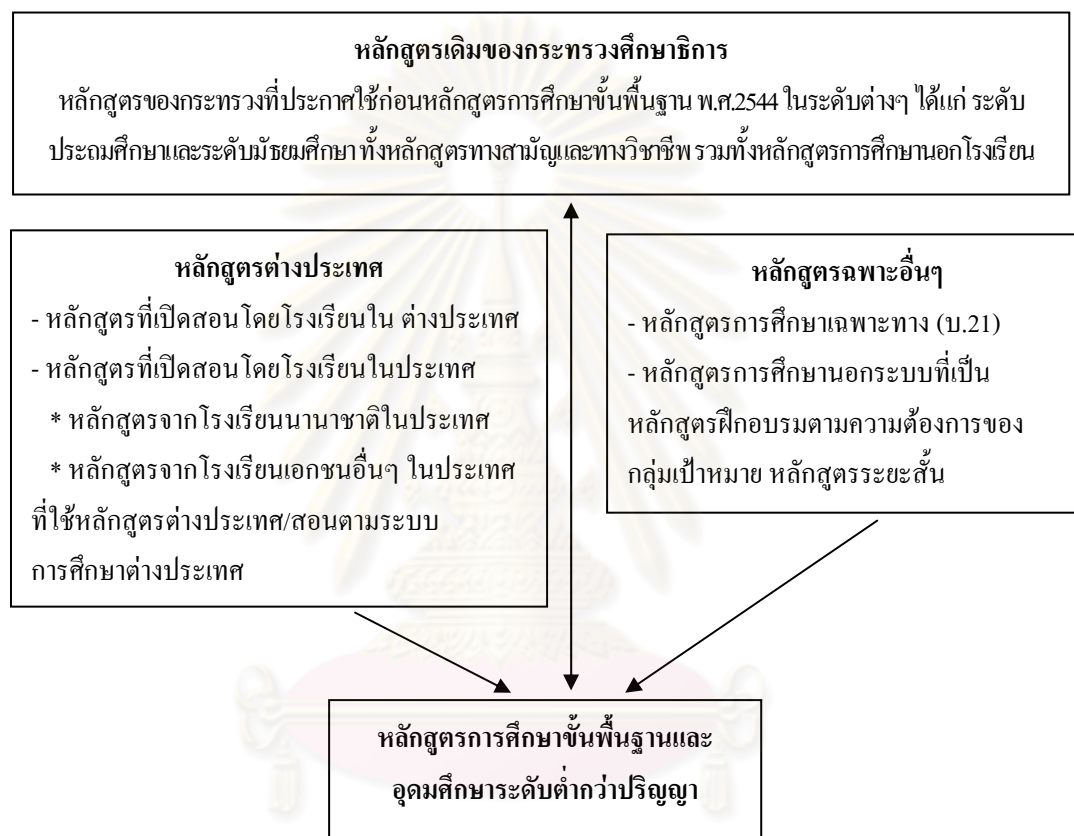 หลักสูตรเดิมของกระทรวงศึกษาธิการ
หลักสูตรของกระทรวงที่ประกาศใช้ก่อนหลักสูตรการศึกษาขั้นพื้นฐาน พ.ศ.2544 ในระดับต่างๆ ได้แก่ ระดับ
ประถมศึกษาและระดับมัธยมศึกษา ทั้งหลักสูตรทางสามัญและทางวิชาชีพ รวมทั้งหลักสูตรการศึกษานอกโรงเรียน
หลักสูตรต่างประเทศ
- หลักสูตรที่เปิดสอนโดยโรงเรียนใน ต่างประเทศ
- หลักสูตรที่เปิดสอนโดยโรงเรียนในประเทศ
* หลักสูตรจากโรงเรียนนานาชาติในประเทศ
* หลักสูตรจากโรงเรียนเอกชนอื่นๆ ในประเทศ
ที่ใช้หลักสูตรต่างประเทศ/สอนตามระบบ
การศึกษาต่างประเทศ
หลักสูตรฉพาะอื่นๆ
- หลักสูตรการศึกษาเฉพาะทาง (บ.21)
- หลักสูตรการศึกษานอกระบบที่เป็น
หลักสูตรฝึกอบรมตามความต้องการของ
กลุ่มเป้าหมาย หลักสูตรระยะสั้น
หลักสูตรการศึกษาขั้นพื้นฐานและ
อุดมศึกษาระดับต่ำกว่าปริญญา